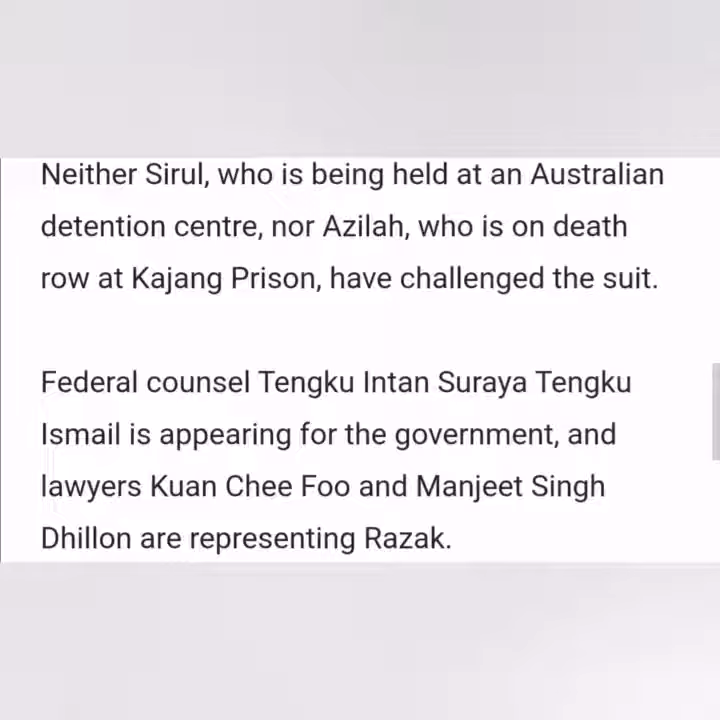 Neither Sirul, who is being held at an Australian
detention centre, nor Azilah, who is on death
row at Kajang Prison, have challenged the suit.
Federal counsel Tengku Intan Suraya Tengku
Ismail is appearing for the government, and
lawyers Kuan Chee Foo and Manjeet Singh
Dhillon are representing Razak.